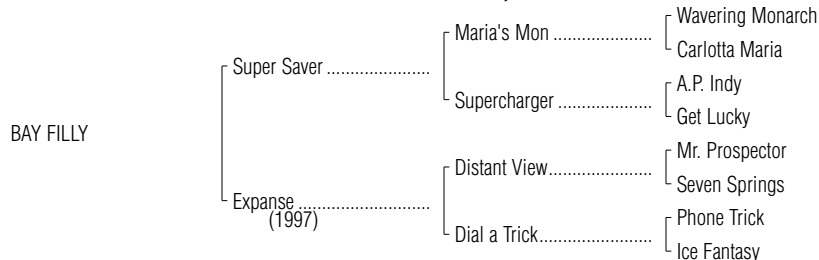 Wavering Monarch
Maria's Mon ....................
Carlotta Maria
Super Saver ......................
A.P. Indy
Supercharger ...................
Get Lucky
BAY FILLY
Mr. Prospector
Distant View.....................
Seven Springs
Expanse ...........................
(1997)
Phone Trick
Dial a Trick.......................
Ice Fantasy